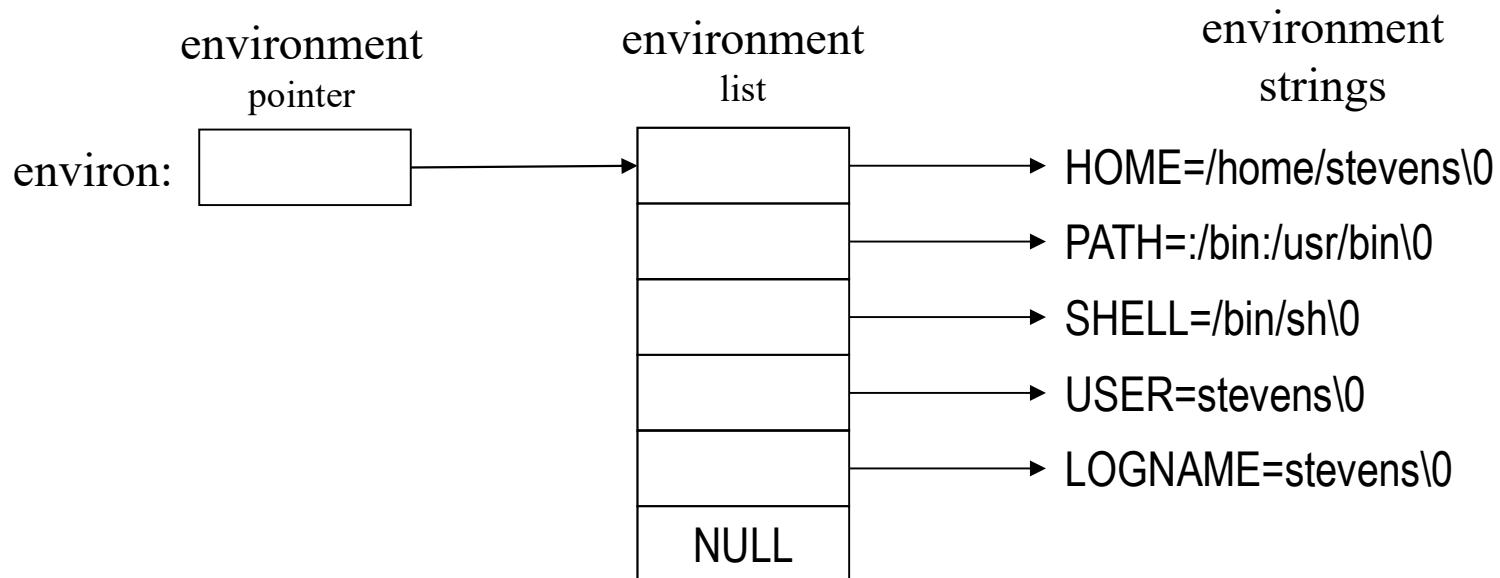 environment
pointer
environment
list
environment
strings
environ:
HOME=/home/stevens\0
PATH=:/bin:/usr/bin\0
SHELL=/bin/sh\0
USER=stevens\0
LOGNAME=stevens\0
NULL